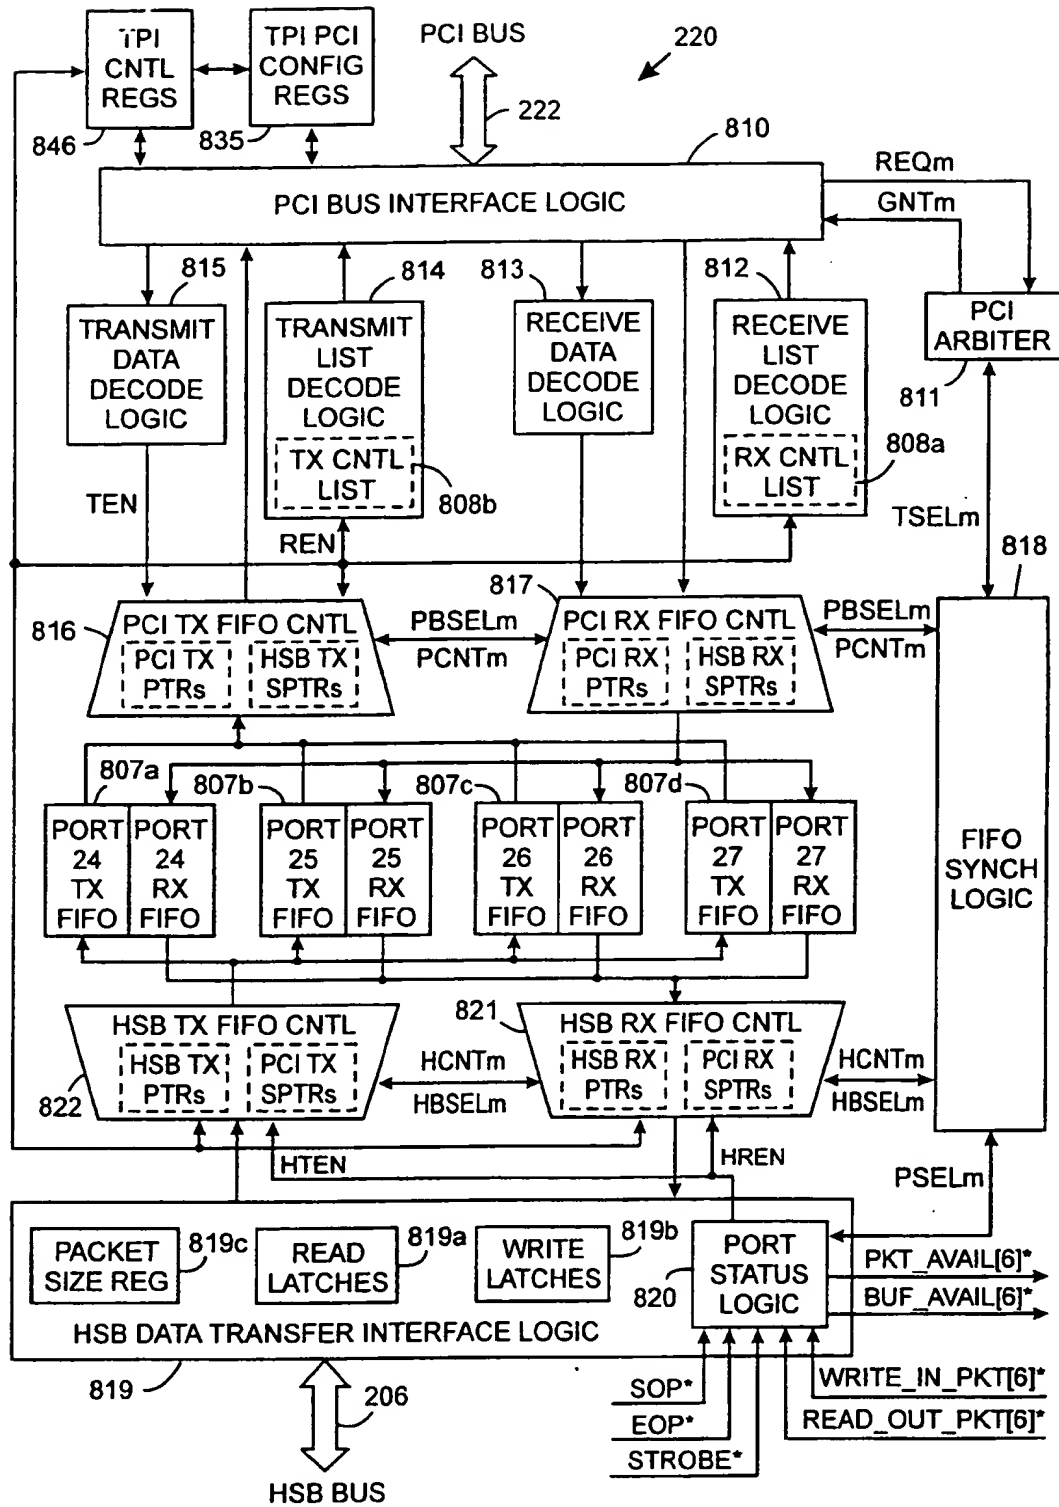 TPI
CNTL
REGS
TPI PCI
CONFIG
REGS
PCI BUS
220
846
835
222
810
REQm
GNTm
PCI BUS INTERFACE LOGIC
815
814
813
812
TRANSMIT
DATA
DECODE
LOGIC
TRANSMIT
LIST
DECODE
LOGIC
TX CNTL
LIST
RECEIVE
DATA
DECODE
LOGIC
RECEIVE
LIST
DECODE
LOGIC
RX CNTL
LIST
PCI
ARBITER
811
808a
808b
TEN
REN
TSELm
818
817
816
PCI TX FIFO CNTL
PCI TX
PTRs
HSB TX
SPTRs
PBSELm
PCNTm
PCI RX FIFO CNTL
PCI RX
PTRs
HSB RX
SPTRs
PBSELm
PCNTm
807a
807b
807c
807d
PORT
24
TX
FIFO
PORT
24
RX
FIFO
PORT
25
TX
FIFO
PORT
25
RX
FIFO
PORT
26
TX
FIFO
PORT
26
RX
FIFO
PORT
27
TX
FIFO
PORT
27
RX
FIFO
FIFO
SYNCH
LOGIC
HSB TX FIFO CNTL
HSB TX
PTRs
PCI TX
SPTRs
822
HCNTm
HBSELm
821
HSB RX FIFO CNTL
HSB RX
PTRs
PCI RX
SPTRs
HCNTm
HBSELm
HTEN
HREN
PSELm
PACKET
SIZE REG
819c
READ
LATCHES
819a
WRITE
LATCHES
819b
820
PORT
STATUS
LOGIC
PKT_AVAIL[6]*
BUF_AVAIL[6]*
HSB DATA TRANSFER INTERFACE LOGIC
819
206
HSB BUS
SOP*
EOP*
STROBE*
WRITE_IN_PKT[6]*
READ_OUT_PKT[6]*